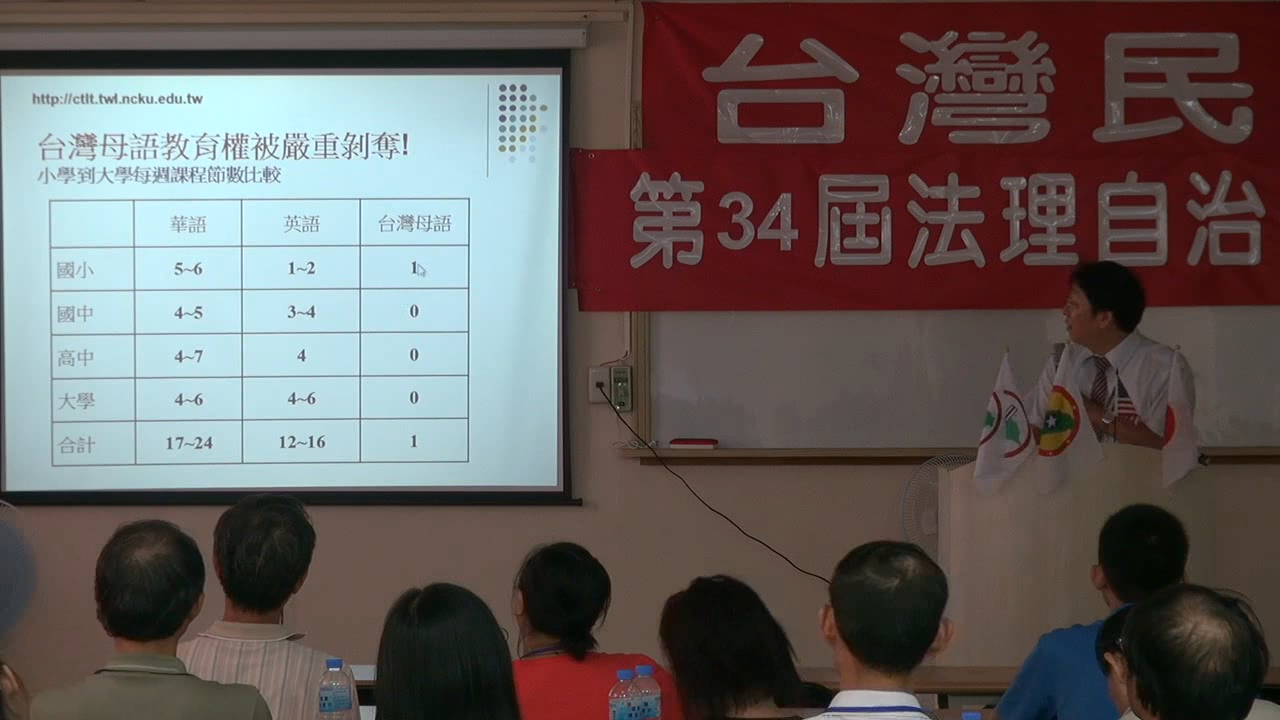 http://ctlt.twl.ncku.edu.tw
台灣母語教育權被嚴重剝奪!
小學到大學每週課程節數比較
華語 英語 台灣母語
國小 5~6 1~2 1
國中 4~5 3~4 0
高中 4~7 4 0
大學 4~6 4~6 0
合計 17~24 12~16 1
台灣民
第34屆法理自治